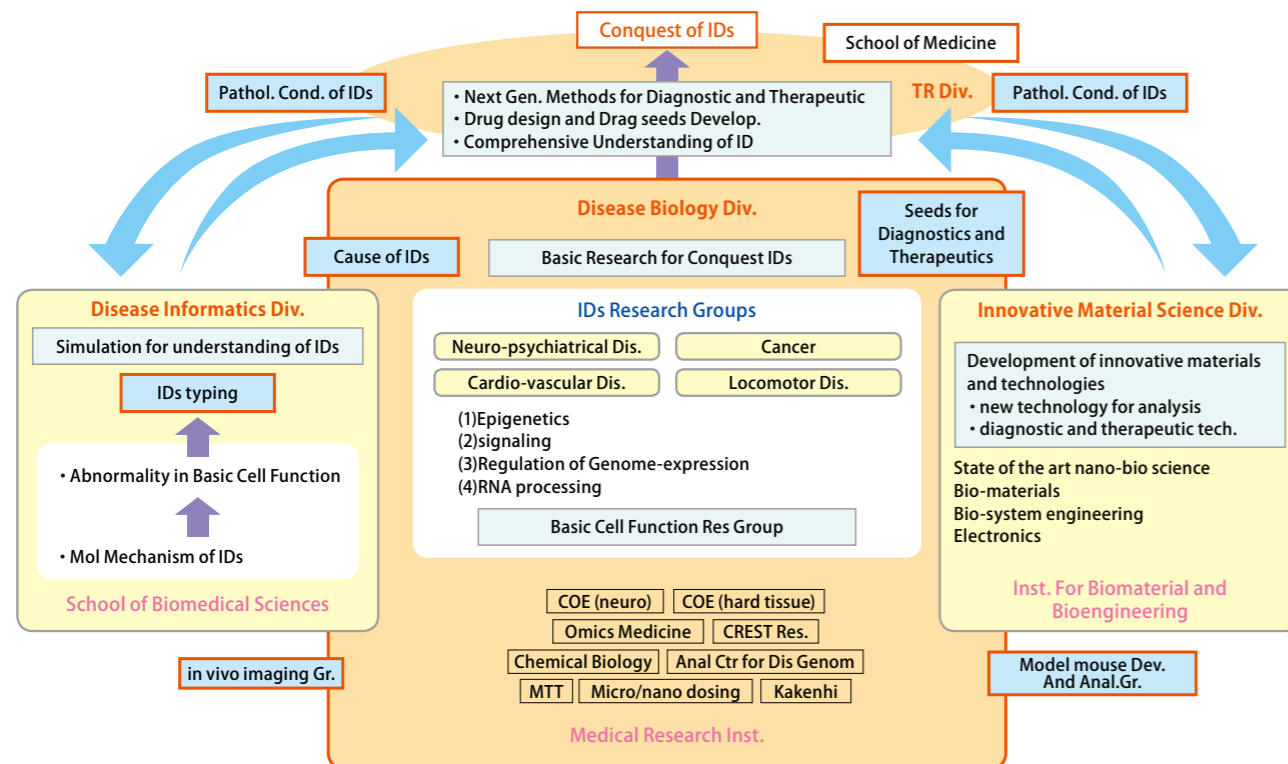 Conquest of IDs
School of Medicine
Pathol. Cond. of IDs
• Next Gen. Methods for Diagnostic and Therapeutic
• Drug design and Drag seeds Develop.
• Comprehensive Understanding of ID
TR Div.
Pathol. Cond. of IDs
Disease Biology Div.
Cause of IDs
Basic Research for Conquest IDs
Seeds for
Diagnostics and
Therapeutics
Disease Informatics Div.
Simulation for understanding of IDs
IDs typing
• Abnormality in Basic Cell Function
• Mol Mechanism of IDs
School of Biomedical Sciences
in vivo imaging Gr.
IDs Research Groups
Neuro-psychiatrical Dis.
Cancer
Cardio-vascular Dis.
Locomotor Dis.
(1)Epigenetics
(2)signaling
(3)Regulation of Genome-expression
(4)RNA processing
Basic Cell Function Res Group
COE (neuro)
COE (hard tissue)
Omics Medicine
CREST Res.
Chemical Biology
Anal Ctr for Dis Genom
MTT
Micro/nano dosing
Kakenhi
Medical Research Inst.
Innovative Material Science Div.
Development of innovative materials
and technologies
• new technology for analysis
• diagnostic and therapeutic tech.
State of the art nano-bio science
Bio-materials
Bio-system engineering
Electronics
Inst. For Biomaterial and
Bioengineering
Model mouse Dev.
And Anal.Gr.